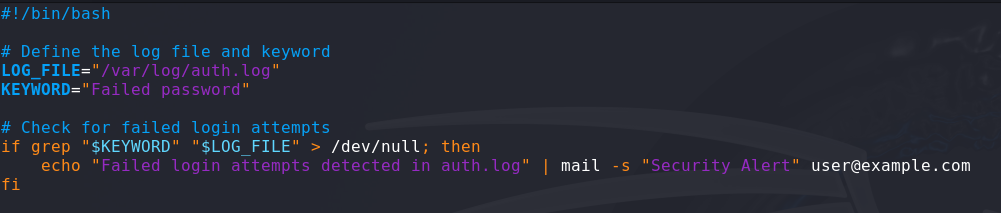 #!/bin/bash

# Define the log file and keyword
LOG_FILE="/var/log/auth.log"
KEYWORD="Failed password"

# Check for failed login attempts
if grep "$KEYWORD" "$LOG_FILE" > /dev/null; then
    echo "Failed login attempts detected in auth.log" | mail -s "Security Alert" user@example.com
fi